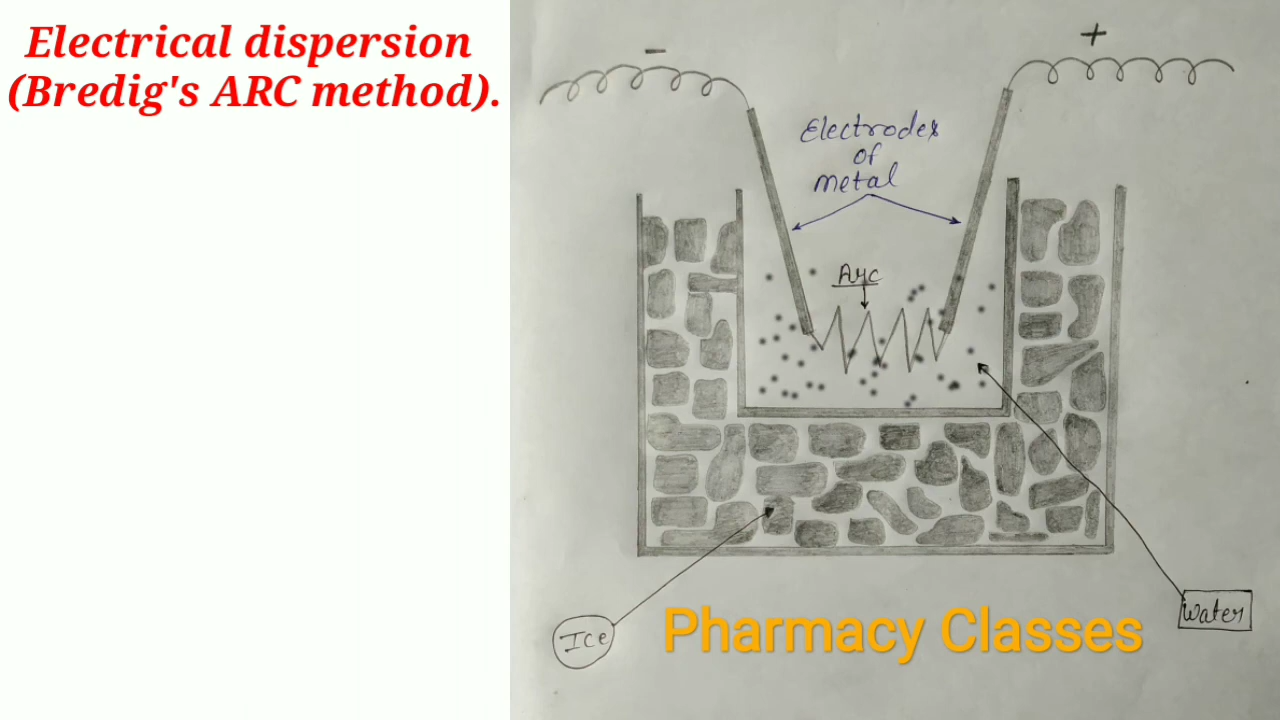 Electrical dispersion
(Bredig's ARC method).
-
+
Electrodes
of
metal
Arc
Ice
Water
Pharmacy Classes